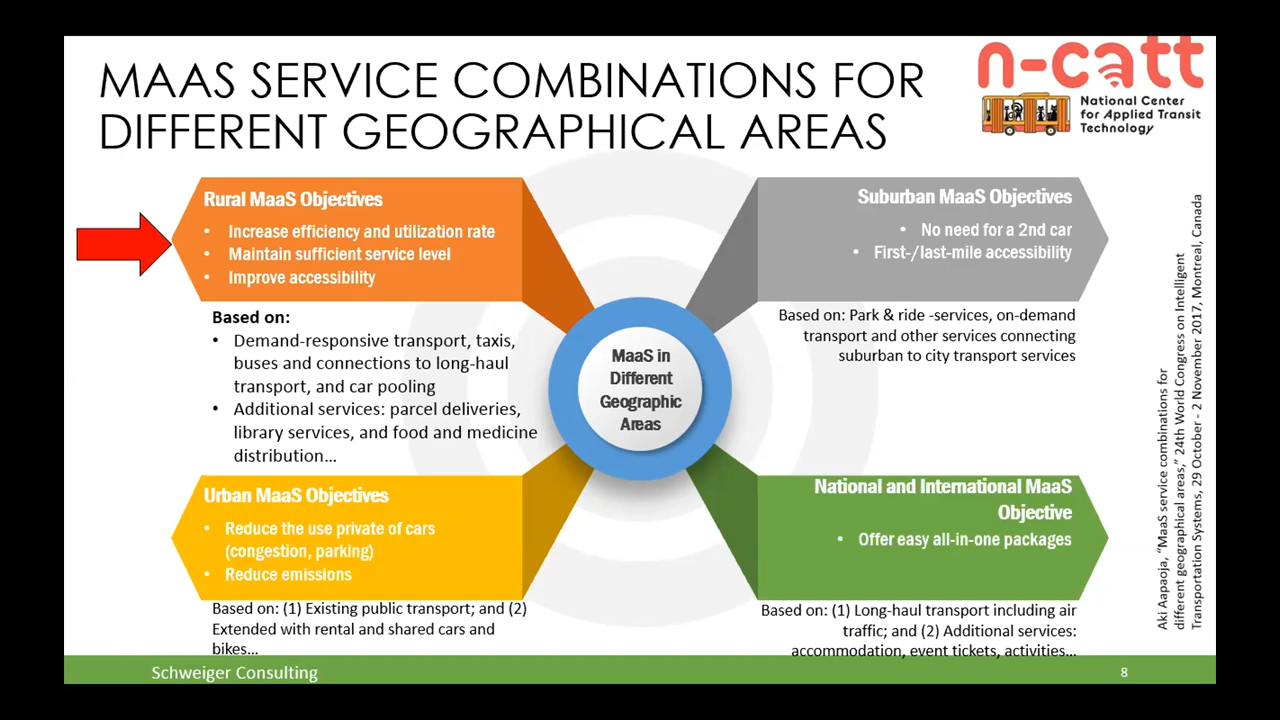 MAAS SERVICE COMBINATIONS FOR
DIFFERENT GEOGRAPHICAL AREAS
n-catt
National Center
for Applied Transit
Technology
Rural MaaS Objectives
• Increase efficiency and utilization rate
• Maintain sufficient service level
• Improve accessibility
Based on:
• Demand-responsive transport, taxis,
buses and connections to long-haul
transport, and car pooling
• Additional services: parcel deliveries,
library services, and food and medicine
distribution...
Suburban MaaS Objectives
• No need for a 2nd car
• First-/last-mile accessibility
Based on: Park & ride -services, on-demand
transport and other services connecting
suburban to city transport services
MaaS in
Different
Geographic
Areas
Urban MaaS Objectives
• Reduce the use private of cars
(congestion, parking)
• Reduce emissions
Based on: (1) Existing public transport; and (2)
Extended with rental and shared cars and
bikes...
National and International MaaS
Objective
• Offer easy all-in-one packages
Based on: (1) Long-haul transport including air
traffic; and (2) Additional services:
accommodation, event tickets, activities...
Aki Aapaoja, “MaaS service combinations for
different geographical areas,” 24th World Congress on Intelligent
Transportation Systems, 29 October - 2 November 2017, Montreal, Canada
Schweiger Consulting
8